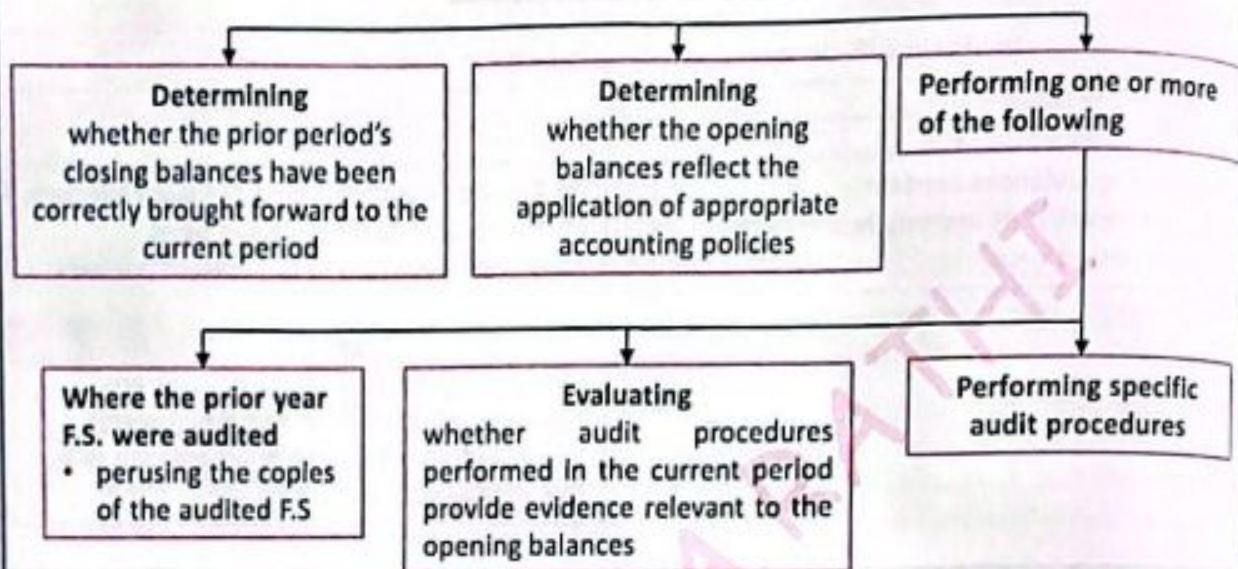 Determining
whether the prior period's
closing balances have been
correctly brought forward to the
current period
Determining
whether the opening
balances reflect the
application of appropriate
accounting policies
Performing one or more
of the following
Where the prior year
F.S. were audited
• perusing the copies
of the audited F.S
Evaluating
whether audit procedures
performed in the current period
provide evidence relevant to the
opening balances
Performing specific
audit procedures
ARATHI